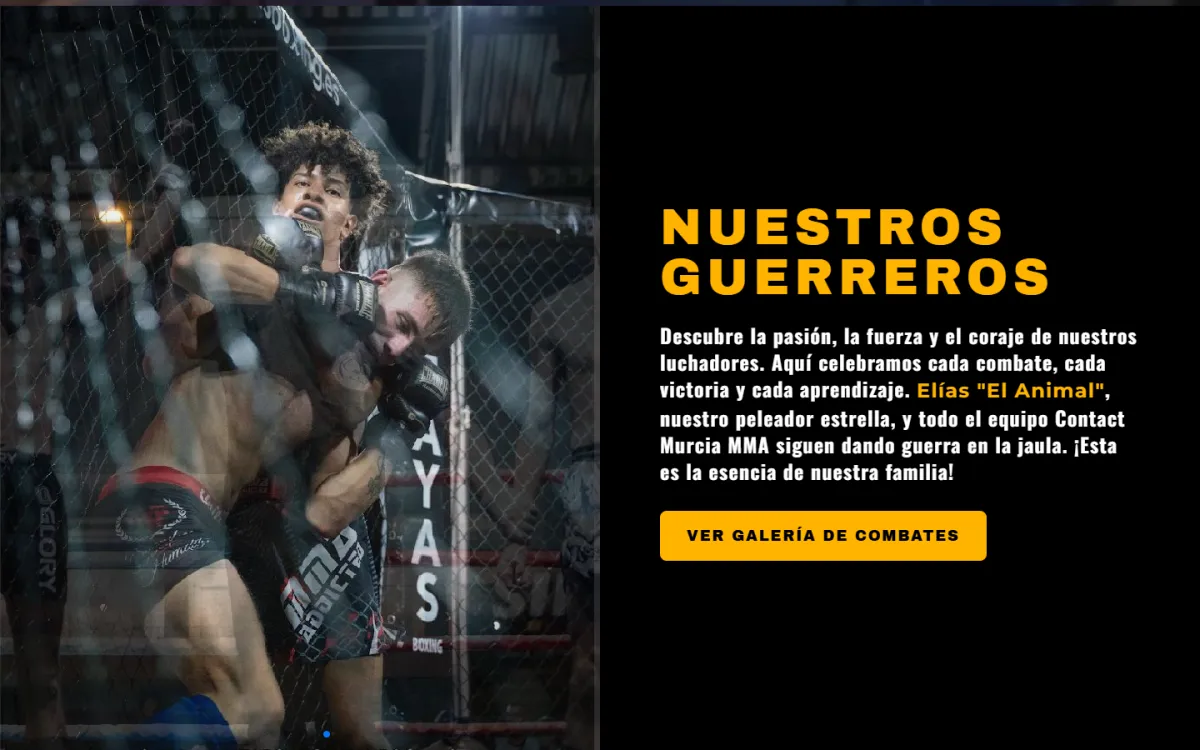 NUESTROS
GUERREROS
Descubre la pasión, la fuerza y el coraje de nuestros
luchadores. Aquí celebramos cada combate, cada
victoria y cada aprendizaje. Elías "El Animal",
nuestro peleador estrella, y todo el equipo Contact
Murcia MMA siguen dando guerra en la jaula. ¡Esta
es la esencia de nuestra familia!
VER GALERÍA DE COMBATES
AYAS
BOXING
MMA
ADDICTED